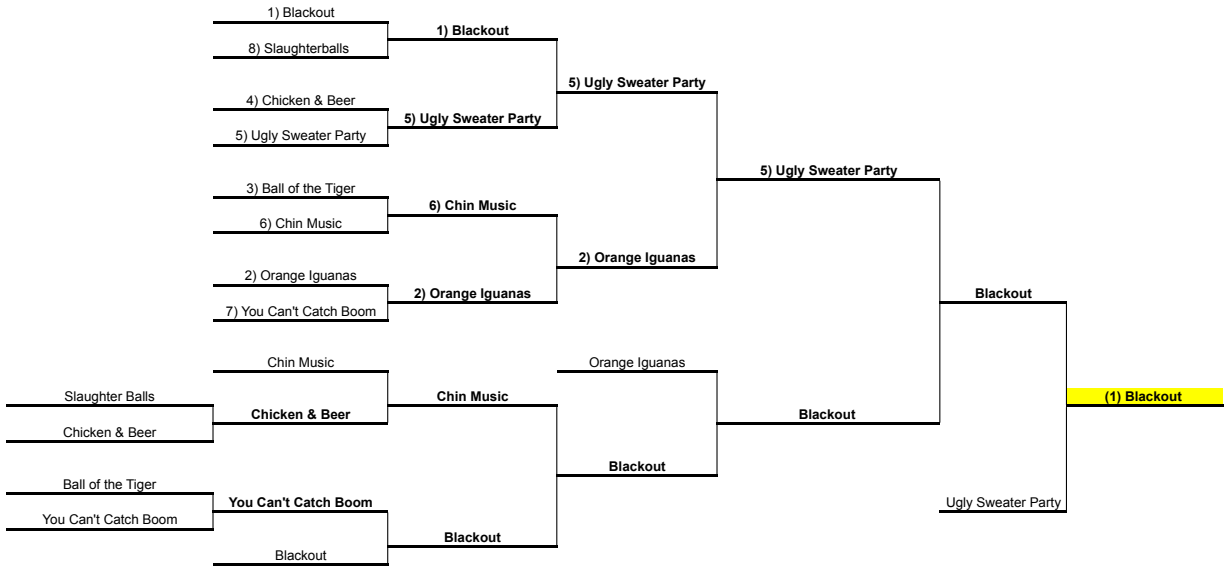 1) Blackout
1) Blackout
8) Slaughterballs
5) Ugly Sweater Party
4) Chicken & Beer
5) Ugly Sweater Party
5) Ugly Sweater Party
5) Ugly Sweater Party
3) Ball of the Tiger
6) Chin Music
6) Chin Music
2) Orange Iguanas
2) Orange Iguanas
2) Orange Iguanas
Blackout
7) You Can't Catch Boom
Chin Music
Orange Iguanas
Slaughter Balls
Chin Music
(1) Blackout
Chicken & Beer
Blackout
Chicken & Beer
Blackout
Ball of the Tiger
You Can't Catch Boom
Ugly Sweater Party
You Can't Catch Boom
Blackout
Blackout